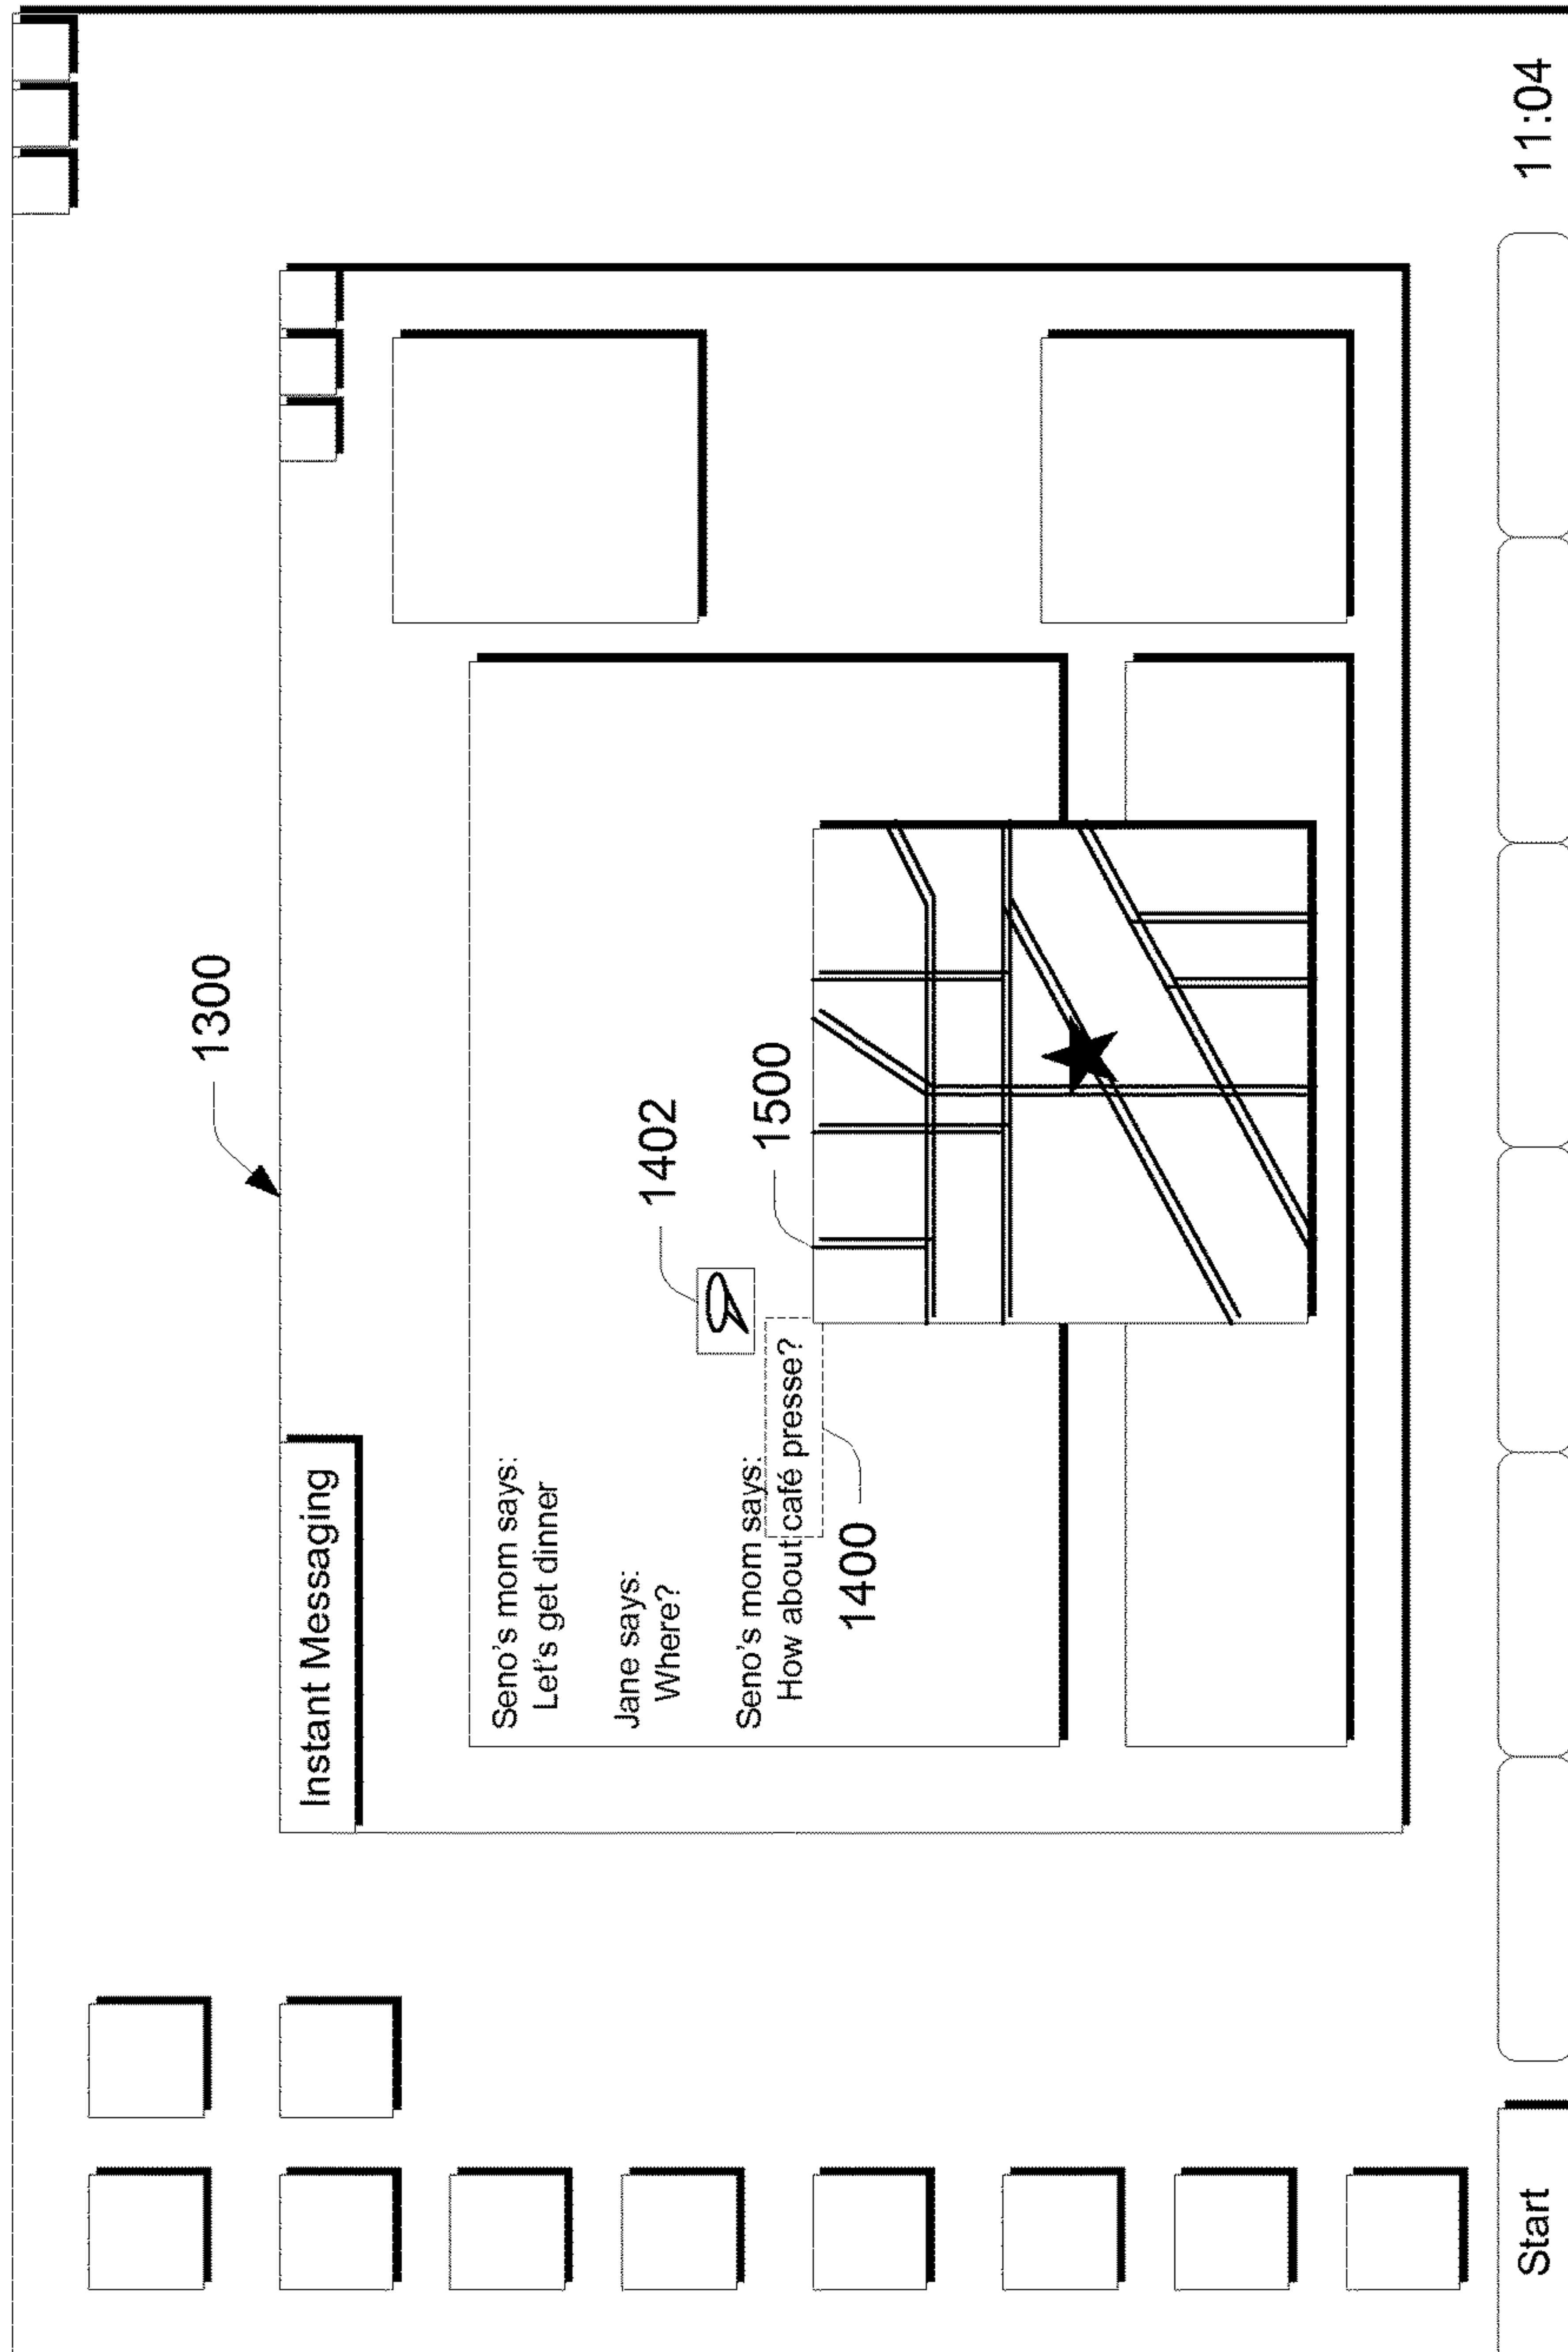 1300
Instant Messaging
Seno's mom says:
Let's get dinner
1402
Jane says:
Where?
1500
Seno's mom says:
How about café presse?
1400
Start
11:04